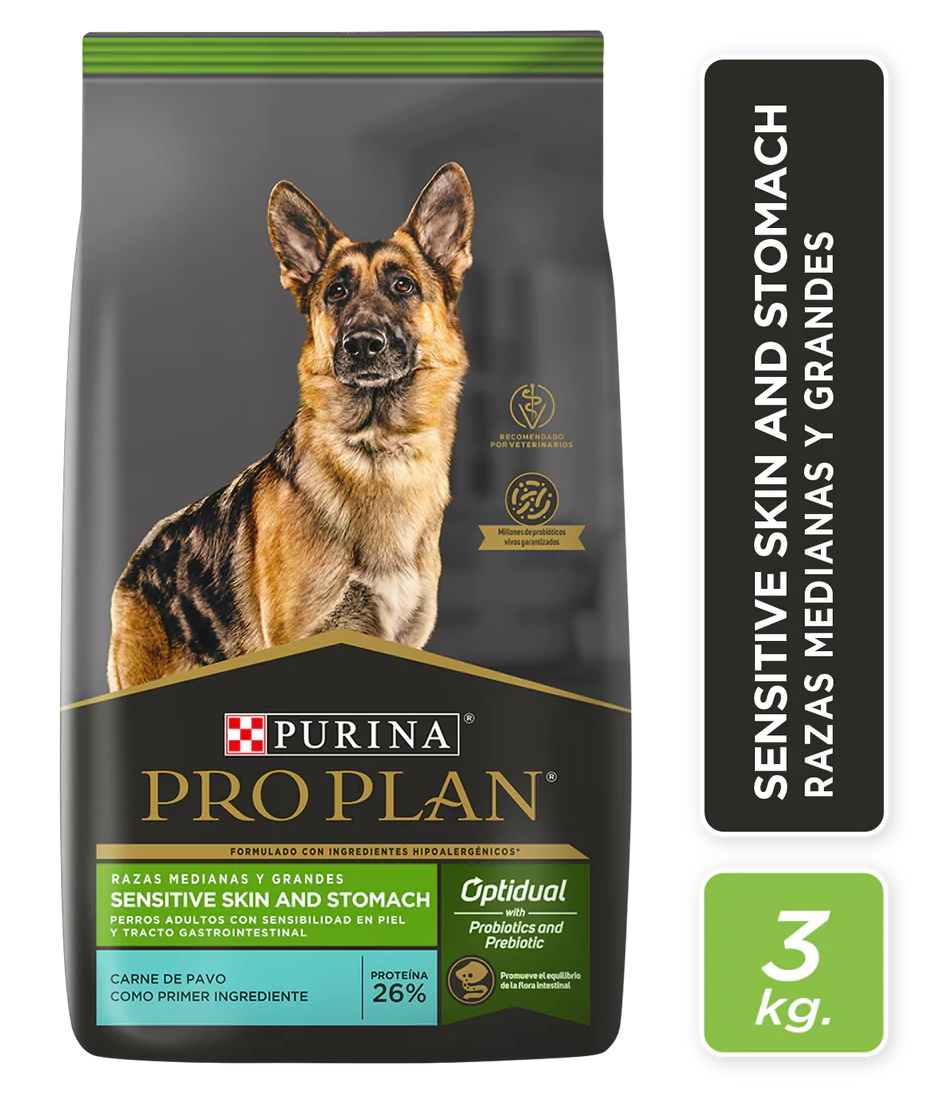 RECOMENDADO
POR VETERINARIOS
Millones de probióticos
vivos garantizados
PURINA®
PRO PLAN®
FORMULADO CON INGREDIENTES HIPOALERGÉNICOS*
RAZAS MEDIANAS Y GRANDES
SENSITIVE SKIN AND STOMACH
PERROS ADULTOS CON SENSIBILIDAD EN PIEL
Y TRACTO GASTROINTESTINAL
CARNE DE PAVO
COMO PRIMER INGREDIENTE
PROTEÍNA
26%
Optidual
with
Probiotics and
Prebiotic
Promueve el equilibrio
de la flora intestinal
SENSITIVE SKIN AND STOMACH
RAZAS MEDIANAS Y GRANDES
3
kg.